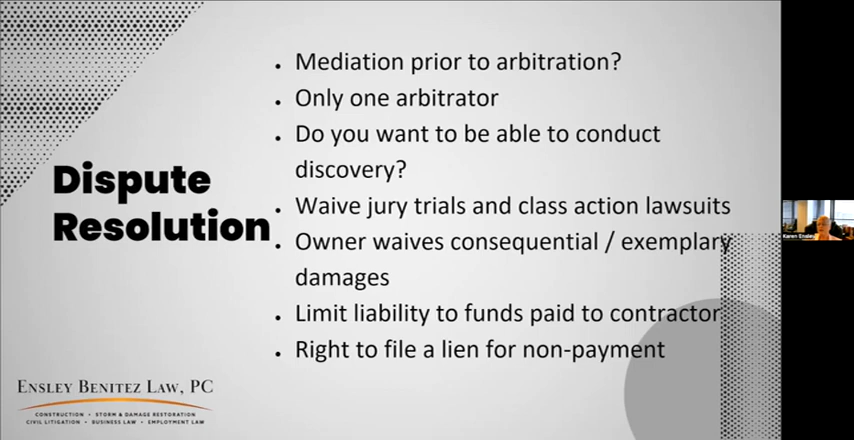 Dispute
Resolution
• Mediation prior to arbitration?
• Only one arbitrator
• Do you want to be able to conduct
discovery?
• Waive jury trials and class action lawsuits
• Owner waives consequential / exemplary
damages
• Limit liability to funds paid to contractor
• Right to file a lien for non-payment
ENSLEY BENITEZ LAW, PC
CONSTRUCTION • STORM & DAMAGE RESTORATION
CIVIL LITIGATION • BUSINESS LAW • EMPLOYMENT LAW
Karen Ensley